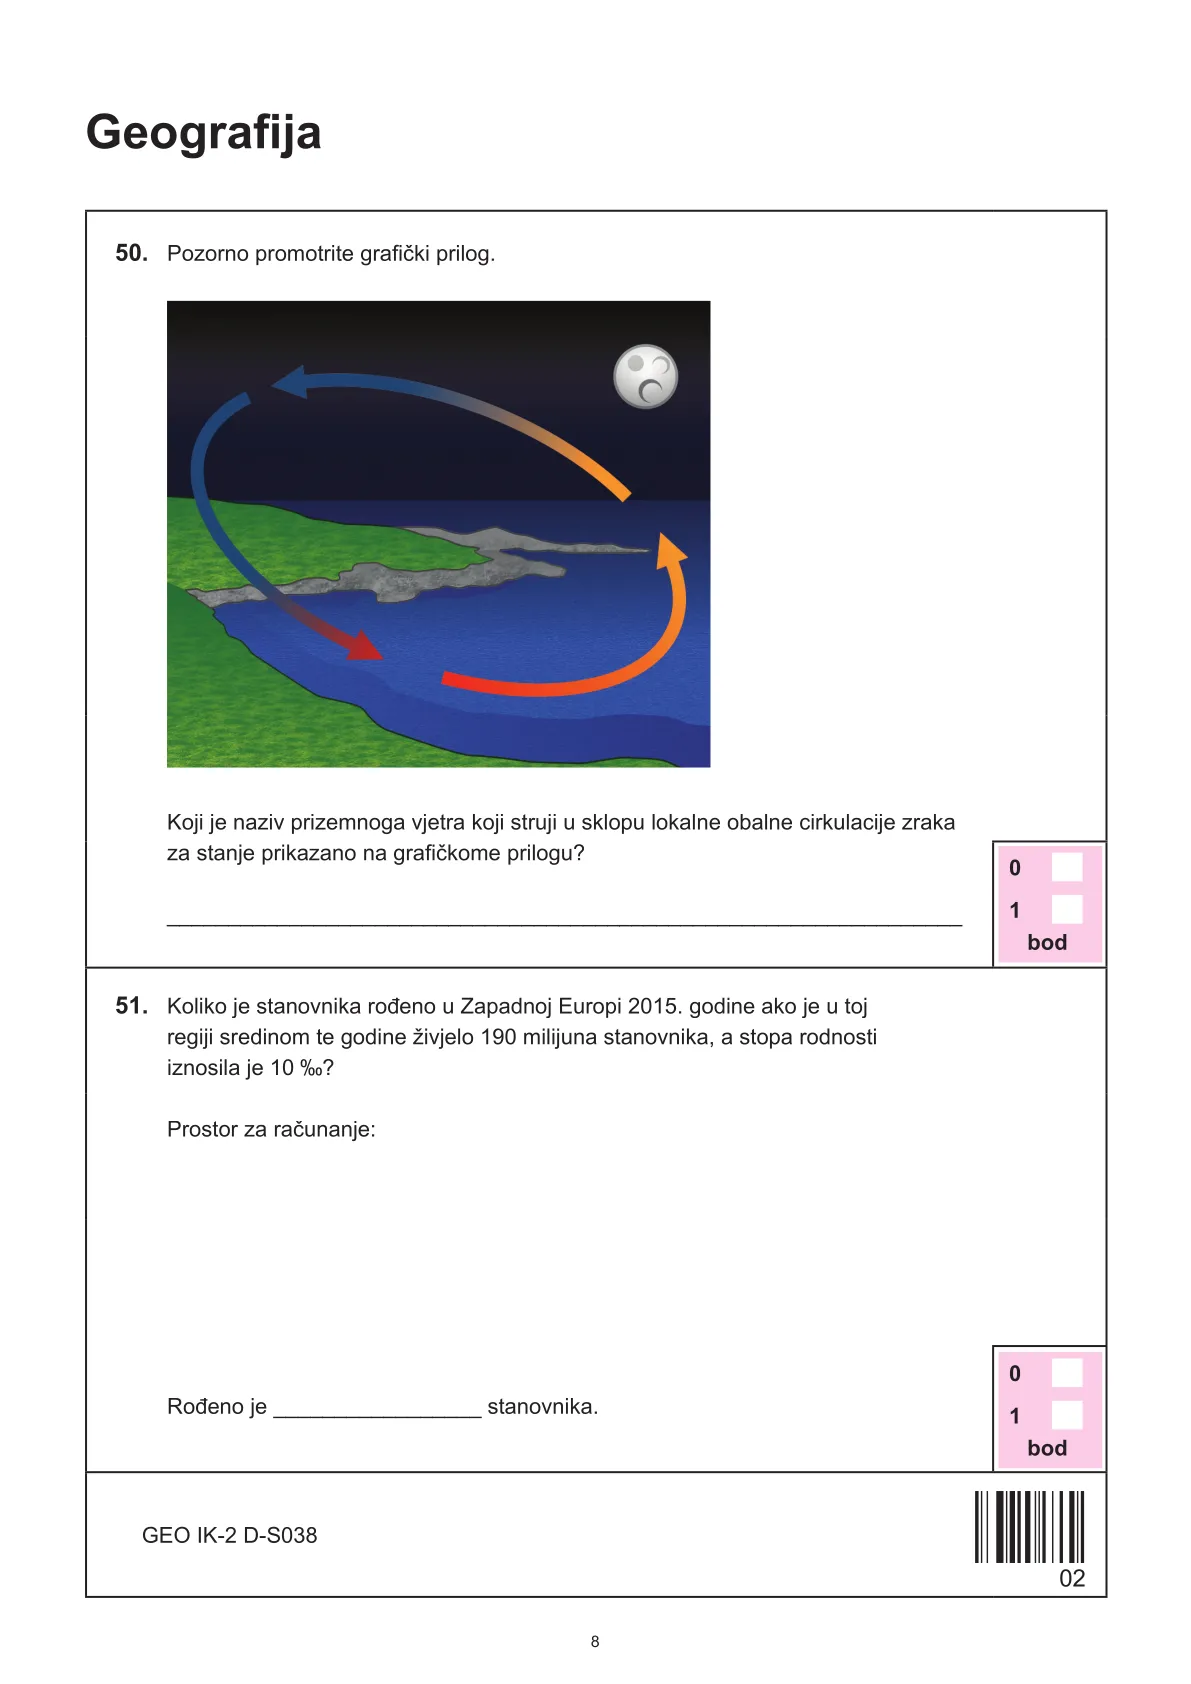 Geografija
50. Pozorno promotrite grafički prilog.
Koji je naziv prizemnoga vjetra koji struji u sklopu lokalne obalne cirkulacije zraka
za stanje prikazano na grafičkome prilogu?
0
1
bod
51. Koliko je stanovnika rođeno u Zapadnoj Europi 2015. godine ako je u toj
regiji sredinom te godine živjelo 190 milijuna stanovnika, a stopa rodnosti
iznosila je 10 ‰?
Prostor za računanje:
Rođeno je _________________ stanovnika.
0
1
bod
GEO IK-2 D-S038
02
8